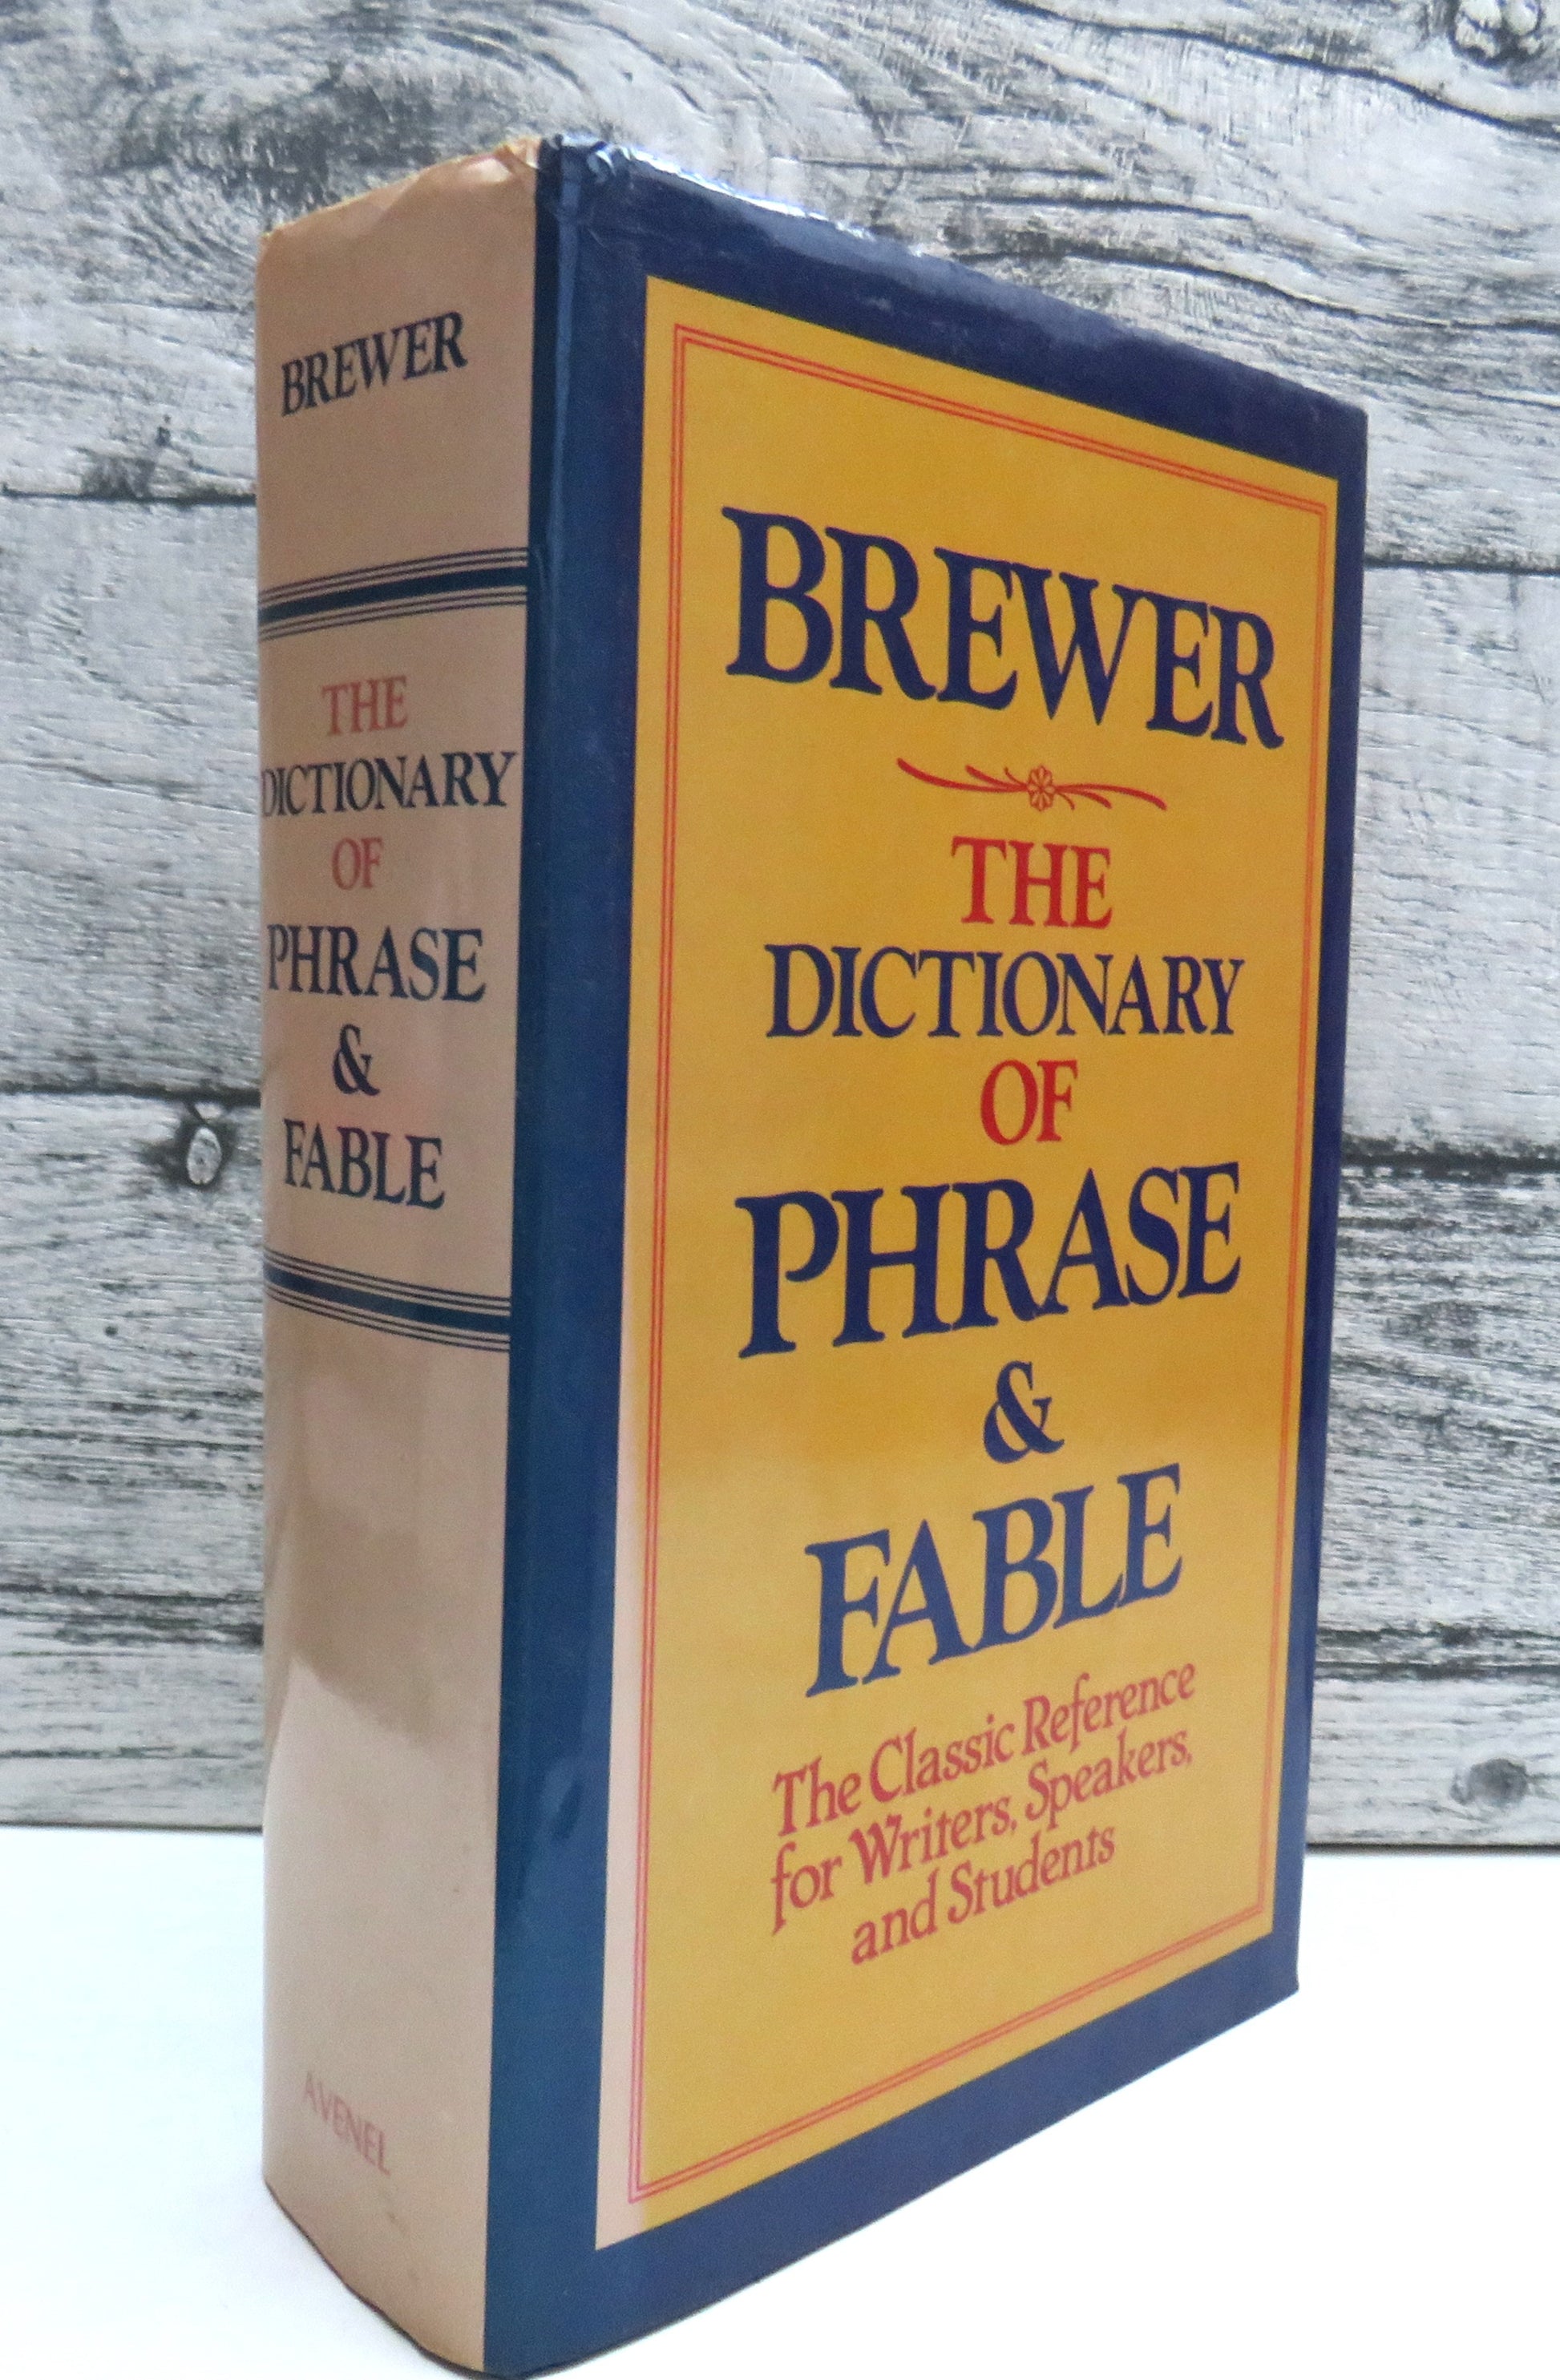 BREWER
THE
DICTIONARY
OF
PHRASE
&
FABLE
AVENEL
BREWER
THE
DICTIONARY
OF
PHRASE
&
FABLE
The Classic Reference
for Writers, Speakers,
and Students